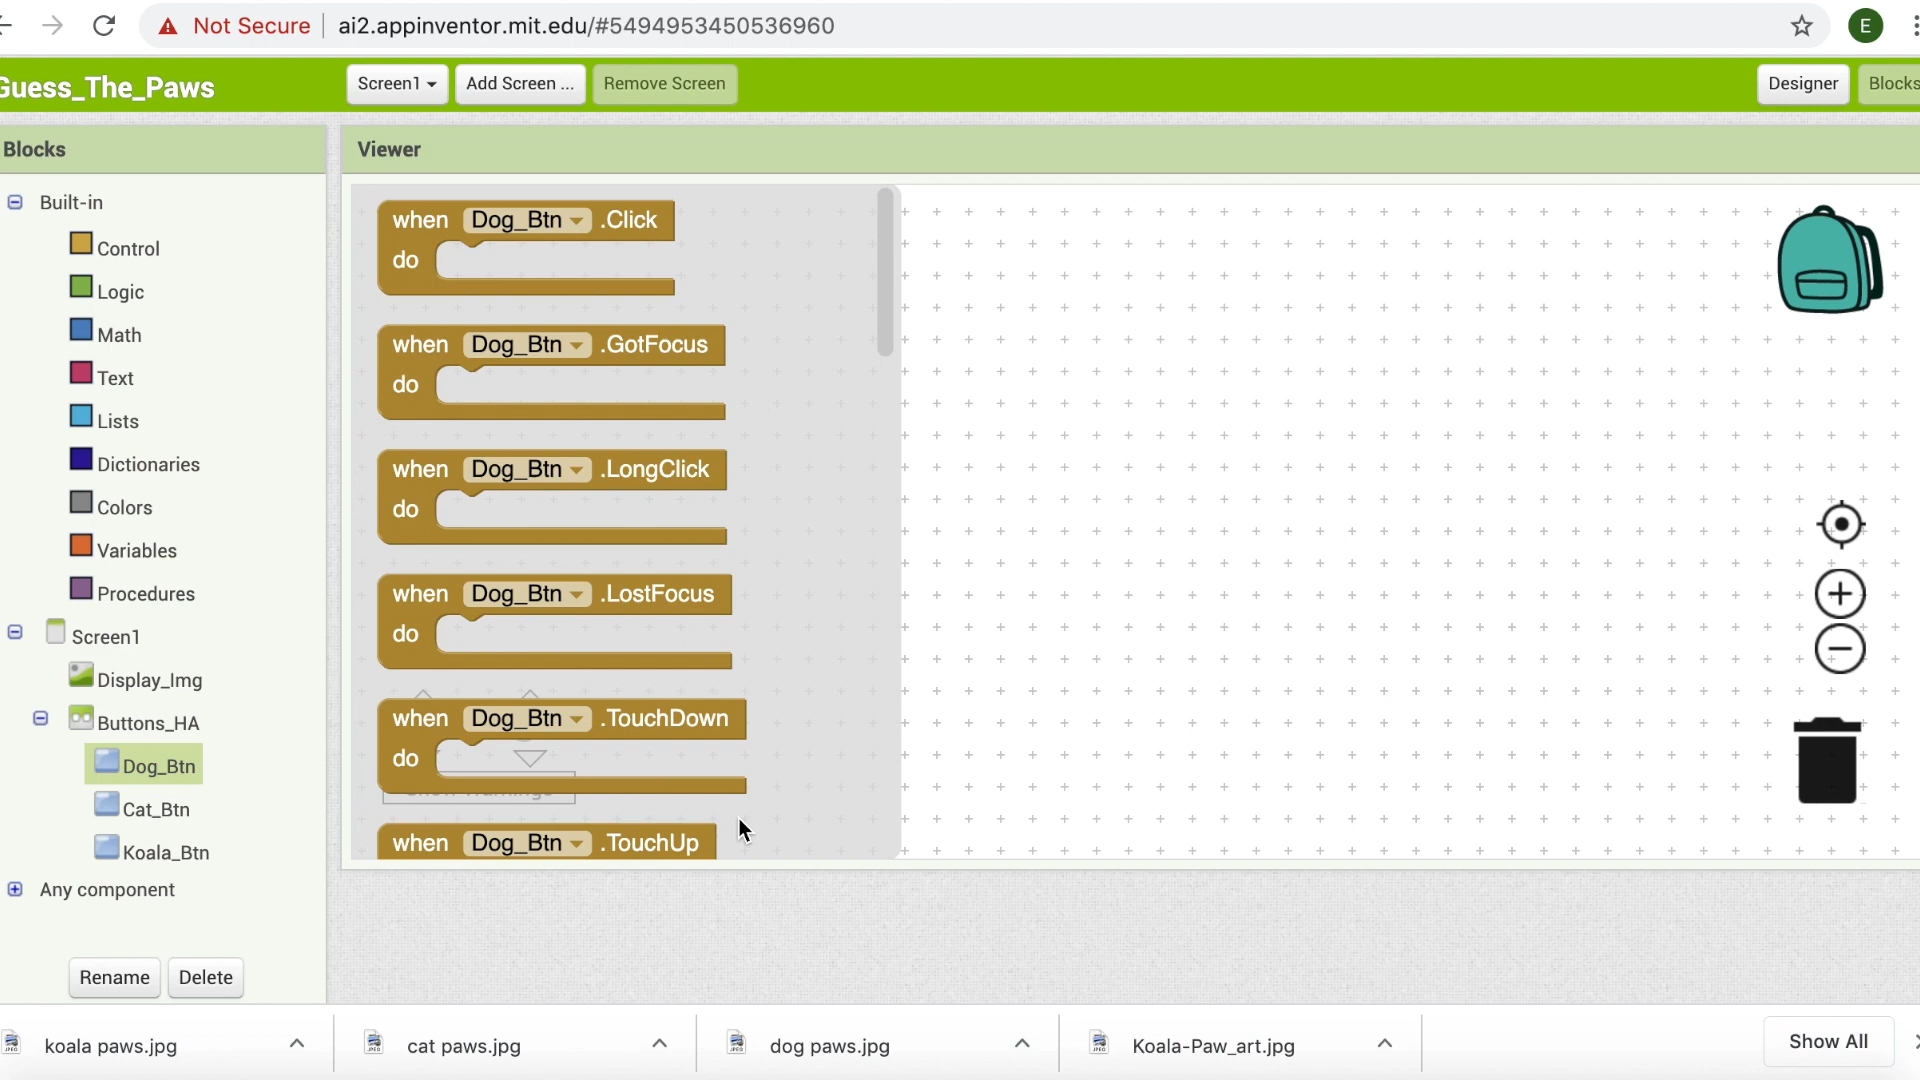 Not Secure
ai2.appinventor.mit.edu/#5494953450536960
E
Guess_The_Paws
Screen1
Add Screen ...
Remove Screen
Designer
Blocks
Blocks
Viewer
Built-in
Control
Logic
Math
Text
Lists
Dictionaries
Colors
Variables
Procedures
Screen1
Display_Img
Buttons_HA
Dog_Btn
Cat_Btn
Koala_Btn
Any component
Rename
Delete
when Dog_Btn .Click
do
when Dog_Btn .GotFocus
do
when Dog_Btn .LongClick
do
when Dog_Btn .LostFocus
do
when Dog_Btn .TouchDown
do
Show Warnings
when Dog_Btn .TouchUp
koala paws.jpg
cat paws.jpg
dog paws.jpg
Koala-Paw_art.jpg
Show All